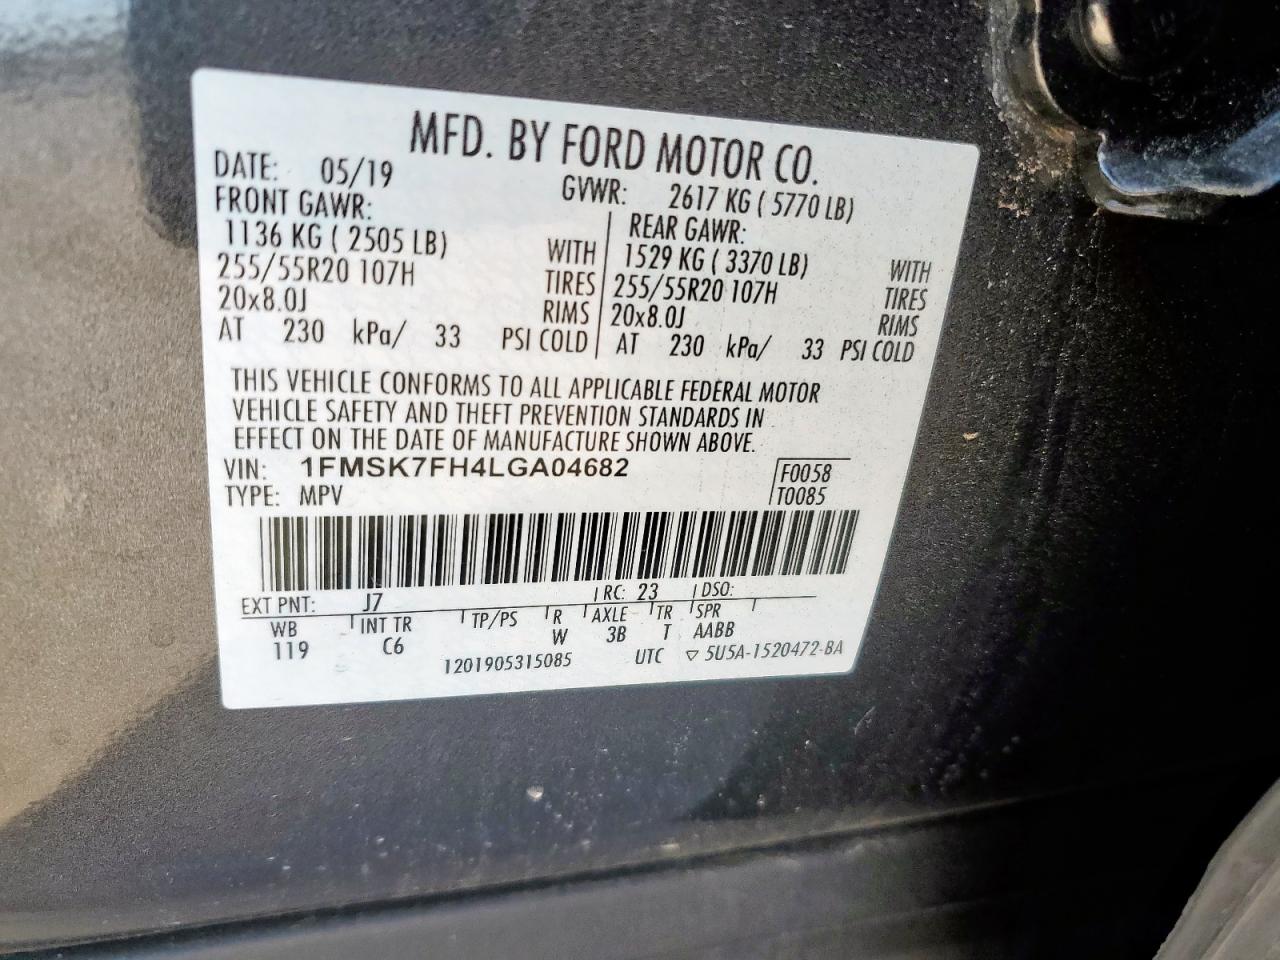 MFD. BY FORD MOTOR CO.
DATE: 05/19 GVWR: 2617 KG ( 5770 LB)
FRONT GAWR: REAR GAWR:
1136 KG ( 2505 LB) WITH 1529 KG ( 3370 LB) WITH
255/55R20 107H TIRES 255/55R20 107H TIRES
20x8.0J RIMS 20x8.0J RIMS
AT 230 kPa/ 33 PSI COLD AT 230 kPa/ 33 PSI COLD
THIS VEHICLE CONFORMS TO ALL APPLICABLE FEDERAL MOTOR
VEHICLE SAFETY AND THEFT PREVENTION STANDARDS IN
EFFECT ON THE DATE OF MANUFACTURE SHOWN ABOVE.
VIN: 1FMSK7FH4LGA04682 F0058
TYPE: MPV T0085
EXT PNT: J7 RC: 23 DSO:
WB INT TR TP/PS R AXLE TR SPR
119 C6 W 3B T AABB
1201905315085 UTC ▽ 5U5A-1520472-BA